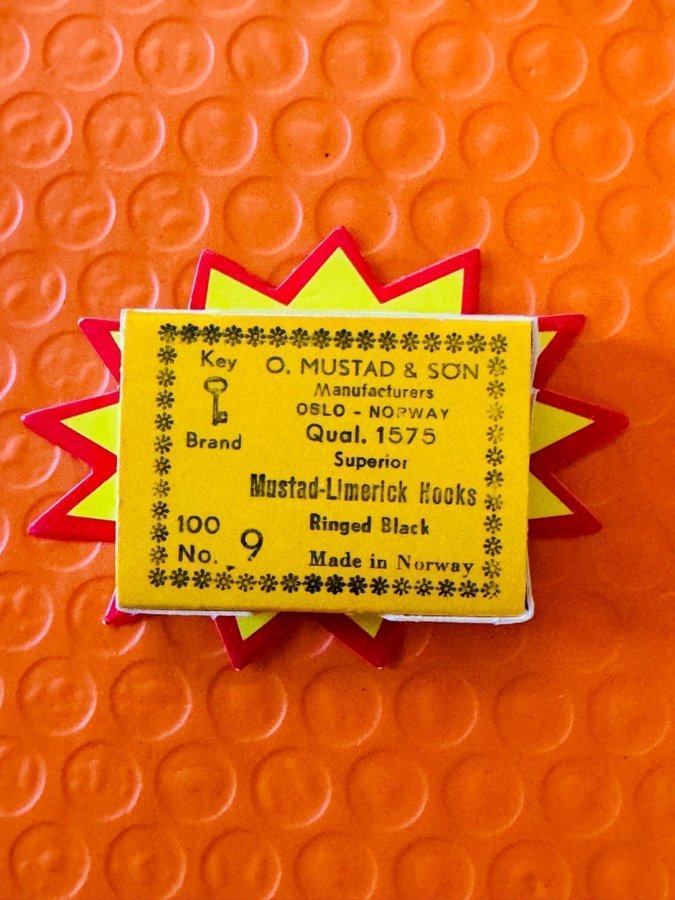 Key
Brand
O. MUSTAD & SÖN
Manufacturers
OSLO - NORWAY
Qual. 1575
Superior
Mustad-Limerick Hooks
100
Ringed Black
No. 9
Made in Norway